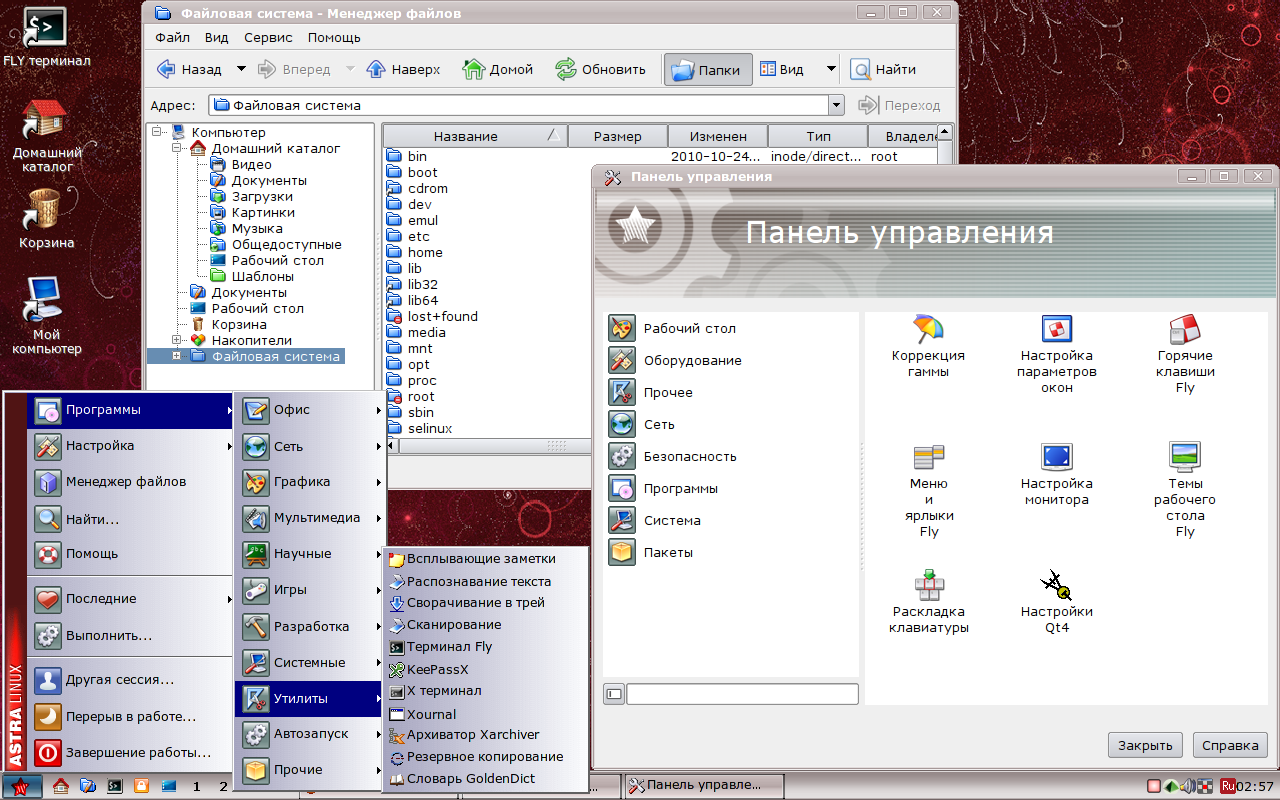 FLY терминал
Домашний
каталог
Корзина
Мой
компьютер
Файловая система - Менеджер файлов
Файл Вид Сервис Помощь
Назад Вперед Наверх Домой Обновить Папки Вид Найти
Адрес: Файловая система Переход
Компьютер
Домашний каталог
Видео
Документы
Загрузки
Картинки
Музыка
Общедоступные
Рабочий стол
Шаблоны
Документы
Рабочий стол
Корзина
Накопители
Файловая система
Название Размер Изменен Тип Владеле
bin 2010-10-24... inode/direct... root
boot
cdrom
dev
emul
etc
home
lib
lib32
lib64
lost+found
media
mnt
opt
proc
root
sbin
selinux
Панель управления
Панель управления
Рабочий стол
Оборудование
Прочее
Сеть
Безопасность
Программы
Система
Пакеты
Коррекция
гаммы
Настройка
параметров
окон
Горячие
клавиши
Fly
Меню
и
ярлыки
Fly
Настройка
монитора
Темы
рабочего
стола
Fly
Раскладка
клавиатуры
Настройки
Qt4
Закрыть Справка
ASTRA LINUX
Программы
Настройка
Менеджер файлов
Найти...
Помощь
Последние
Выполнить...
Другая сессия...
Перерыв в работе...
Завершение работы...
Офис
Сеть
Графика
Мультимедиа
Научные
Игры
Разработка
Системные
Утилиты
Автозапуск
Прочие
Всплывающие заметки
Распознавание текста
Сворачивание в трей
Сканирование
Терминал Fly
KeePassX
X терминал
Xournal
Архиватор Xarchiver
Резервное копирование
Словарь GoldenDict
1 2 Панель управле... Ru 02:57